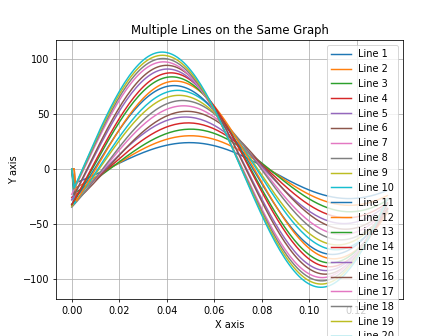 Multiple Lines on the Same Graph
Y axis
100
50
0
−50
−100
0.00
0.02
0.04
0.06
0.08
0.10
X axis
Line 1
Line 2
Line 3
Line 4
Line 5
Line 6
Line 7
Line 8
Line 9
Line 10
Line 11
Line 12
Line 13
Line 14
Line 15
Line 16
Line 17
Line 18
Line 19
Line 20